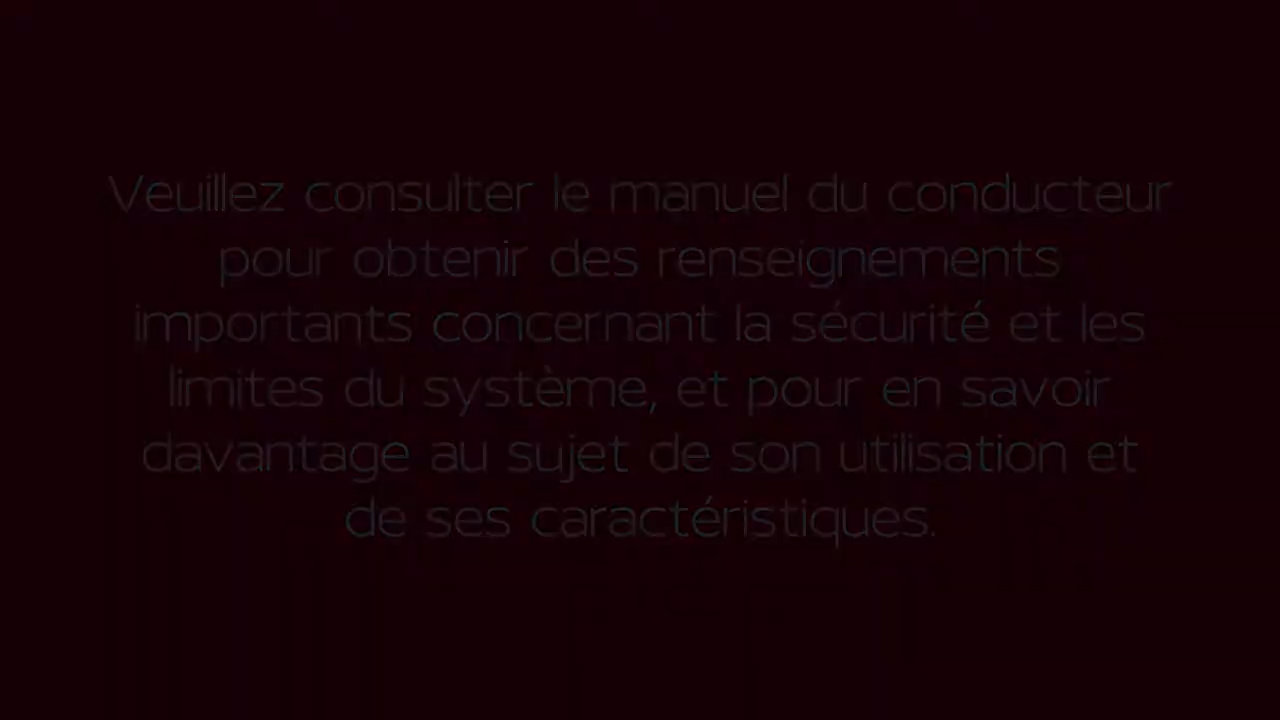 Veuillez consulter le manuel du conducteur
pour obtenir des renseignements
importants concernant la sécurité et les
limites du système, et pour en savoir
davantage au sujet de son utilisation et
de ses caractéristiques.